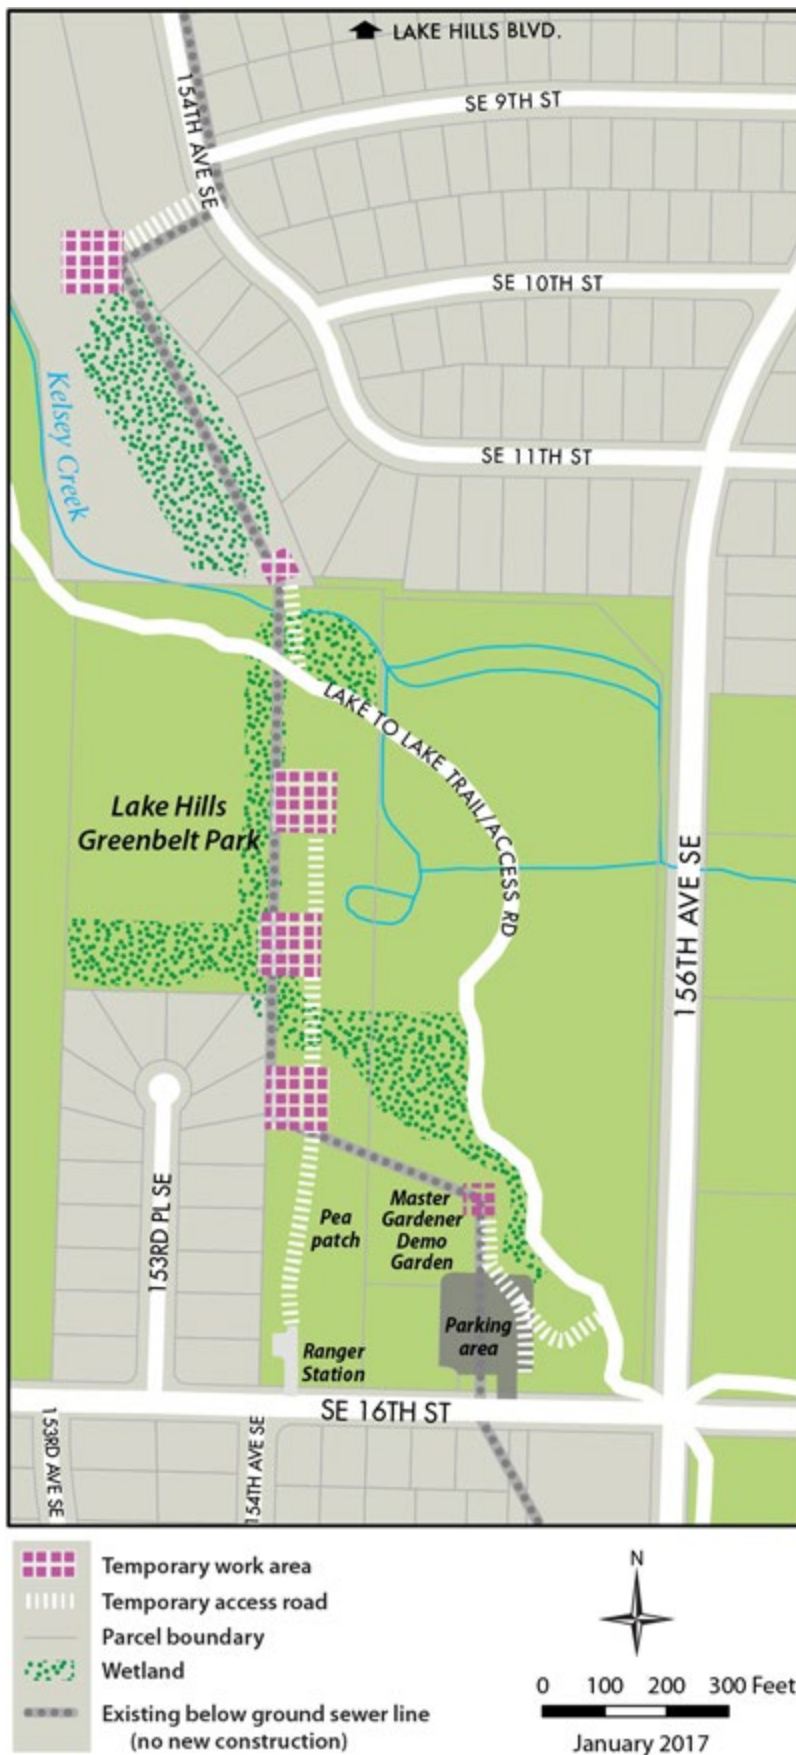 LAKE HILLS BLVD.
SE 9TH ST
154TH AVE SE
SE 10TH ST
Kelsey Creek
SE 11TH ST
LAKE TO LAKE TRAIL/ACCESS RD
Lake Hills
Greenbelt Park
156TH AVE SE
153RD PL SE
Pea
patch
Master
Gardener
Demo
Garden
Parking
area
Ranger
Station
SE 16TH ST
153RD AVE SE
154TH AVE SE
Temporary work area
Temporary access road
Parcel boundary
Wetland
Existing below ground sewer line
(no new construction)
N
0 100 200 300 Feet
January 2017